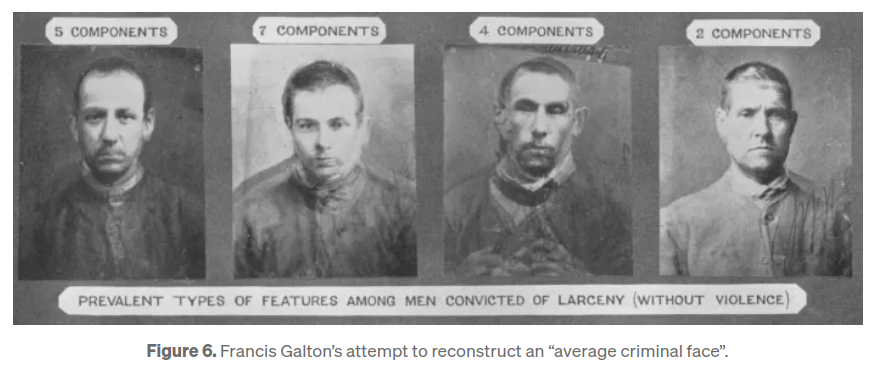 5 COMPONENTS
7 COMPONENTS
4 COMPONENTS
2 COMPONENTS
PREVALENT TYPES OF FEATURES AMONG MEN CONVICTED OF LARCENY (WITHOUT VIOLENCE)
Figure 6. Francis Galton’s attempt to reconstruct an “average criminal face”.